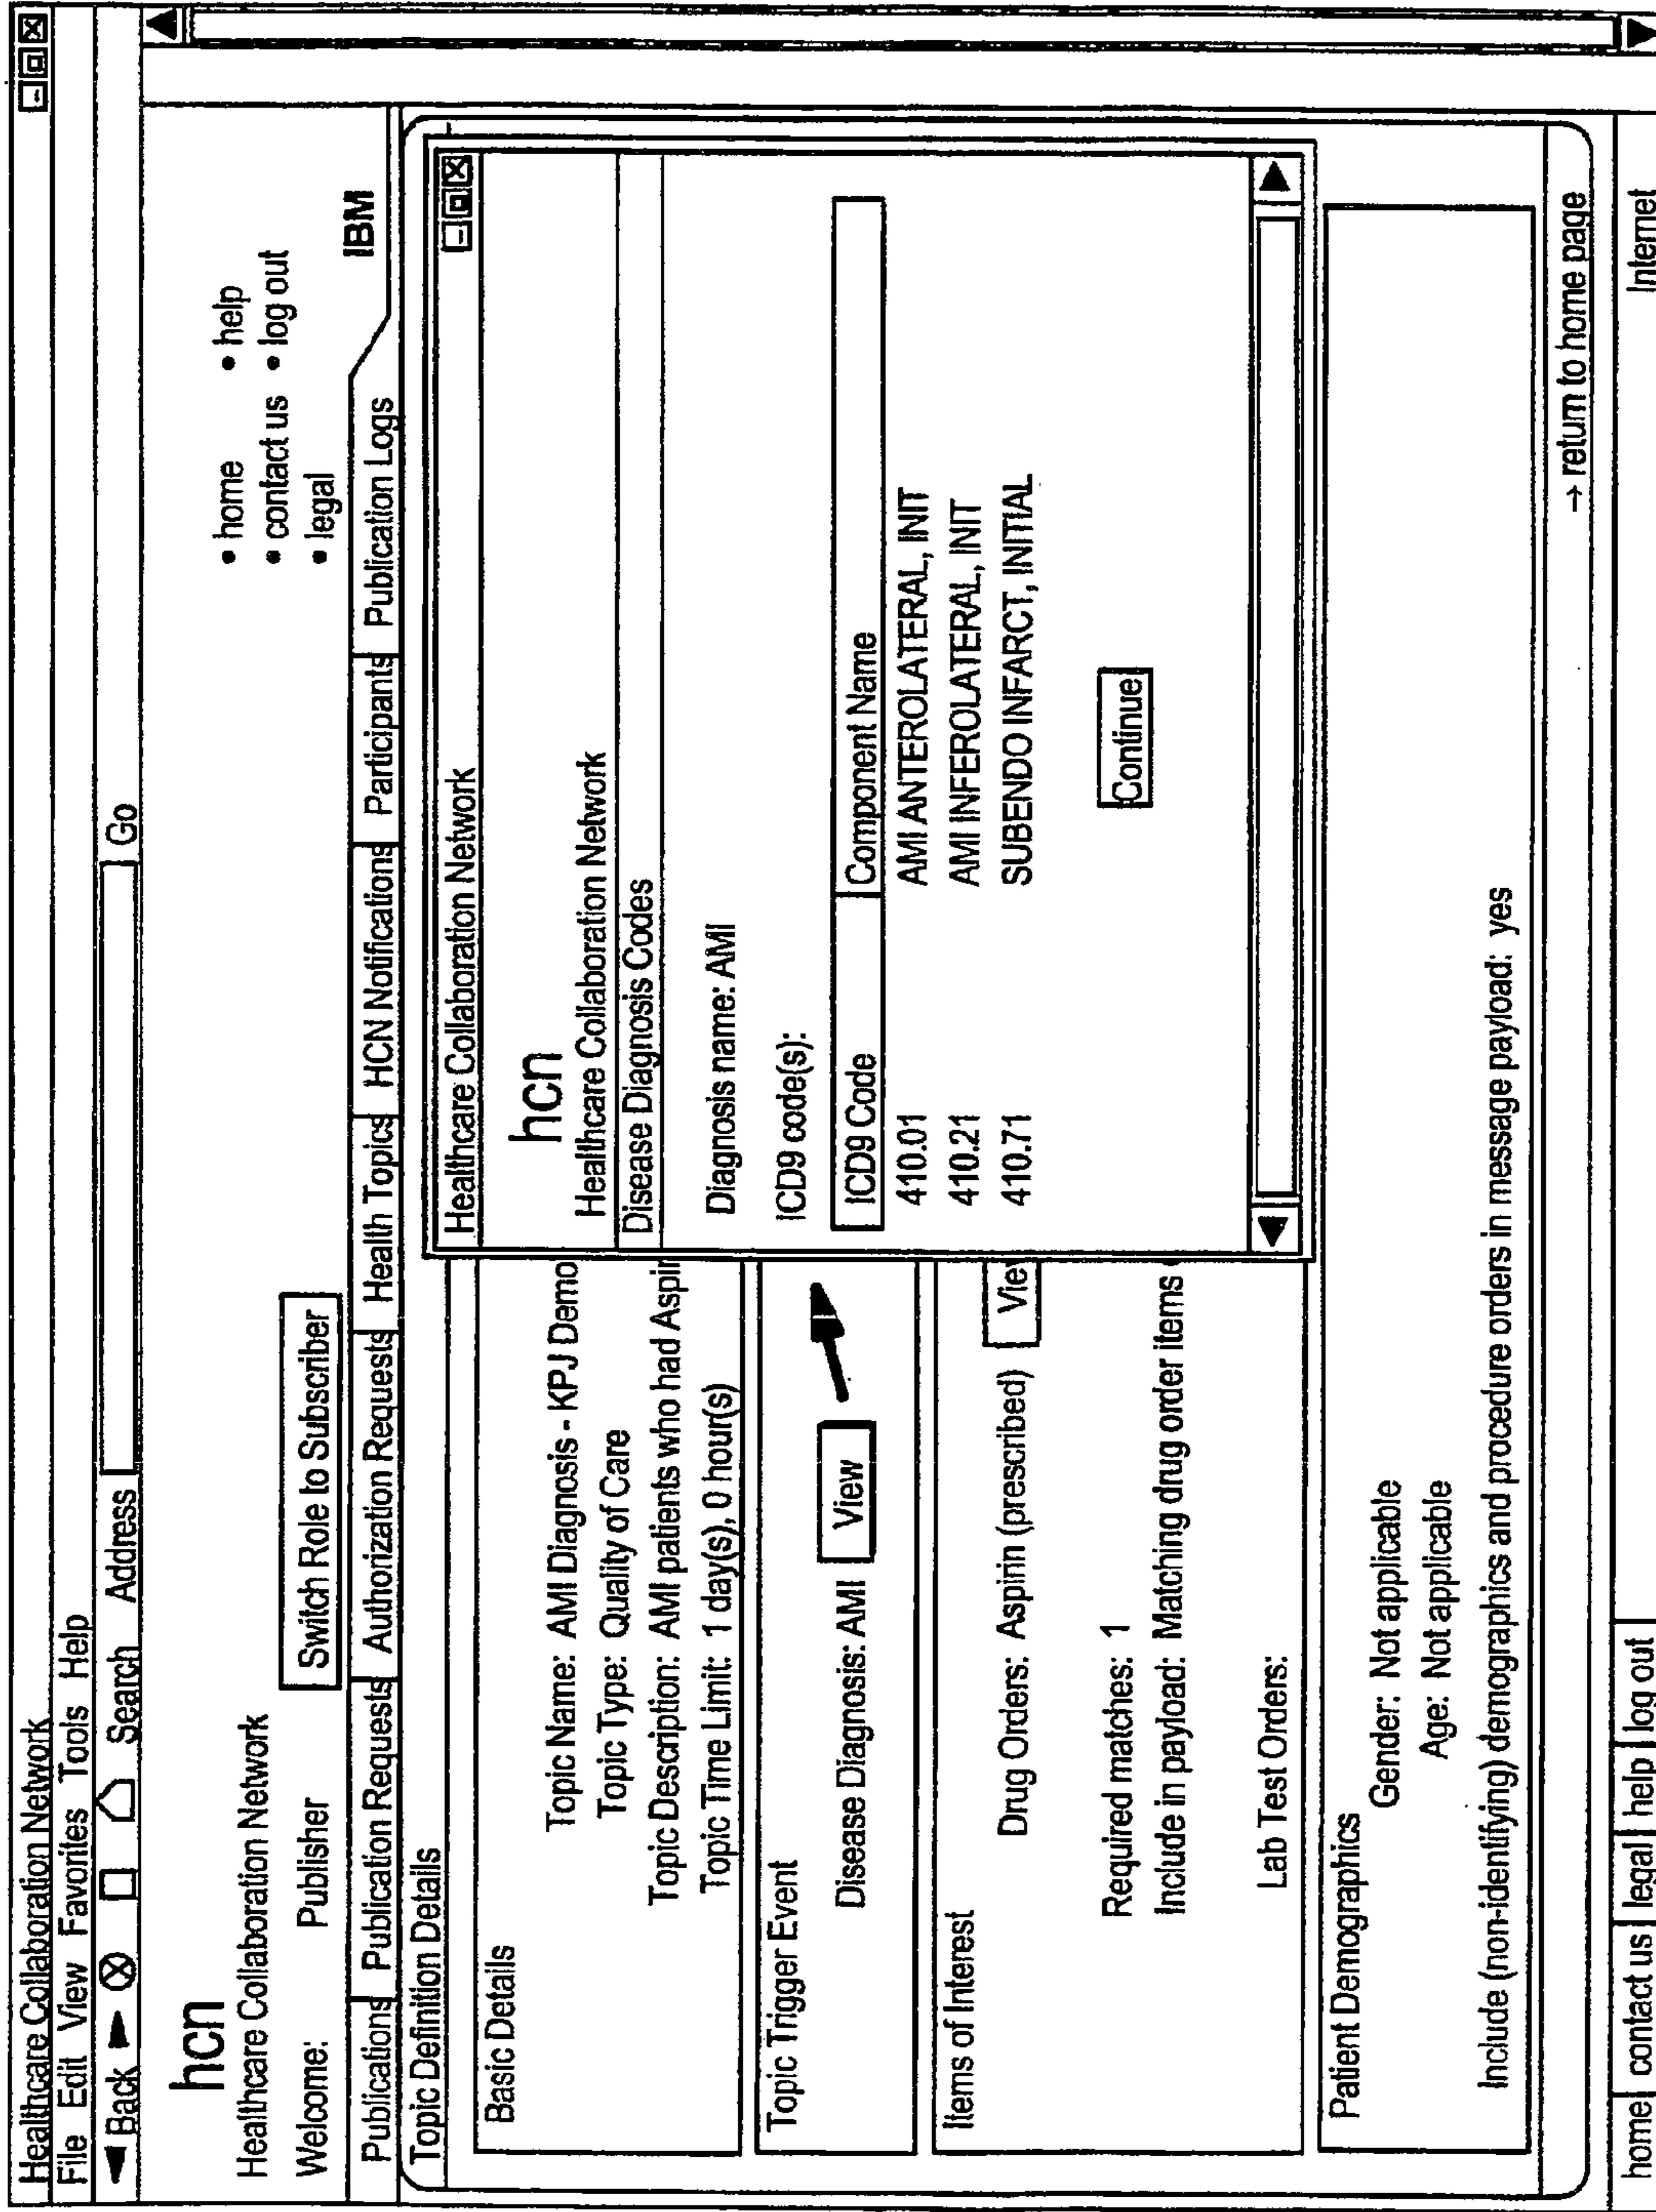 Healthcare Collaboration Network
File Edit View Favorites Tools Help
Back Search Address Go
hcn
Healthcare Collaboration Network
• home • help
• contact us • log out
• legal
Welcome: Publisher Switch Role to Subscriber
IBM
Publications Publication Requests Authorization Requests Health Topics HCN Notifications Participants Publication Logs
Topic Definition Details
Basic Details
Topic Name: AMI Diagnosis - KPJ Demo
Topic Type: Quality of Care
Topic Description: AMI patients who had Aspir
Topic Time Limit: 1 day(s), 0 hour(s)
Topic Trigger Event
Disease Diagnosis: AMI View
Items of Interest
Drug Orders: Aspirin (prescribed) Vie
Required matches: 1
Include in payload: Matching drug order items
Lab Test Orders:
Healthcare Collaboration Network
hcn
Healthcare Collaboration Network
Disease Diagnosis Codes
Diagnosis name: AMI
ICD9 code(s):
ICD9 Code Component Name
410.01 AMI ANTEROLATERAL, INIT
410.21 AMI INFEROLATERAL, INIT
410.71 SUBENDO INFARCT, INITIAL
Continue
Patient Demographics
Gender: Not applicable
Age: Not applicable
Include (non-identifying) demographics and procedure orders in message payload: yes
→ return to home page
home contact us legal help log out Internet